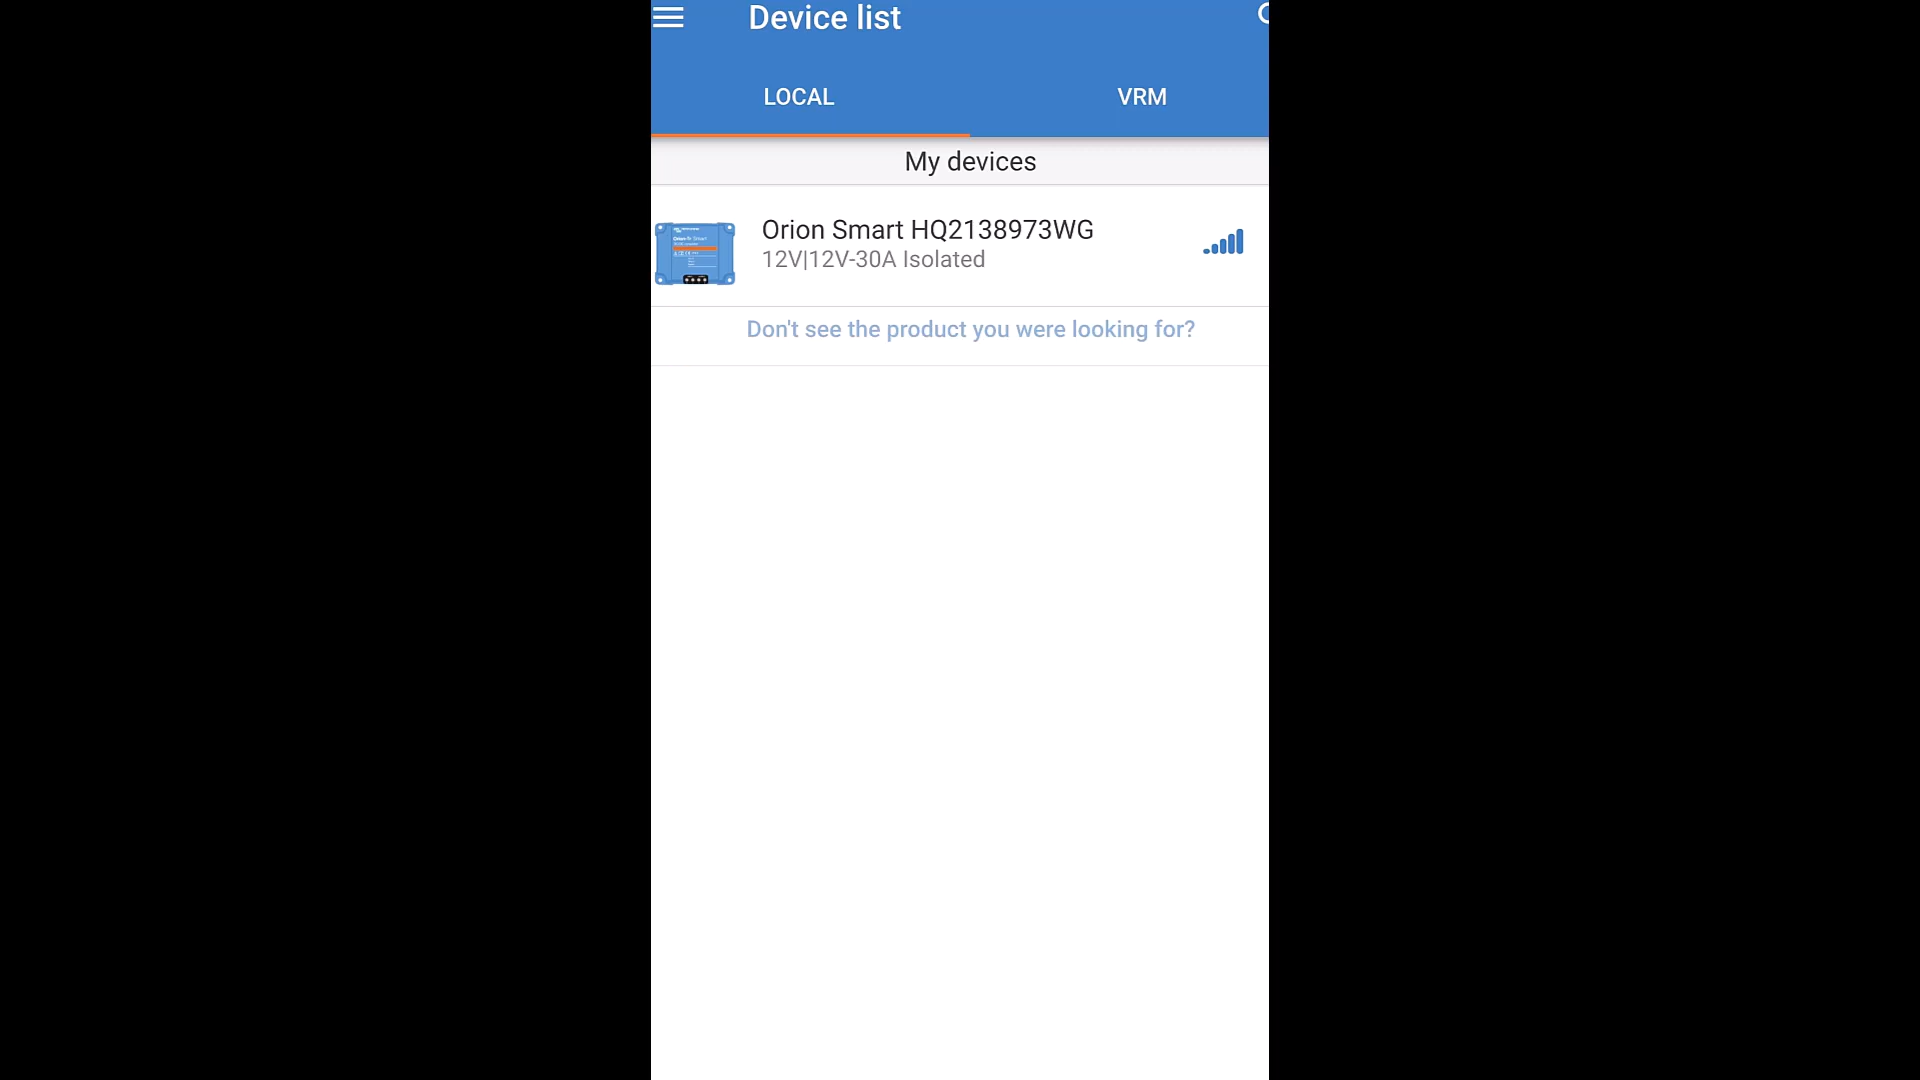 Device list
LOCAL
VRM
My devices
Orion Smart HQ2138973WG
12V|12V-30A Isolated
Don't see the product you were looking for?